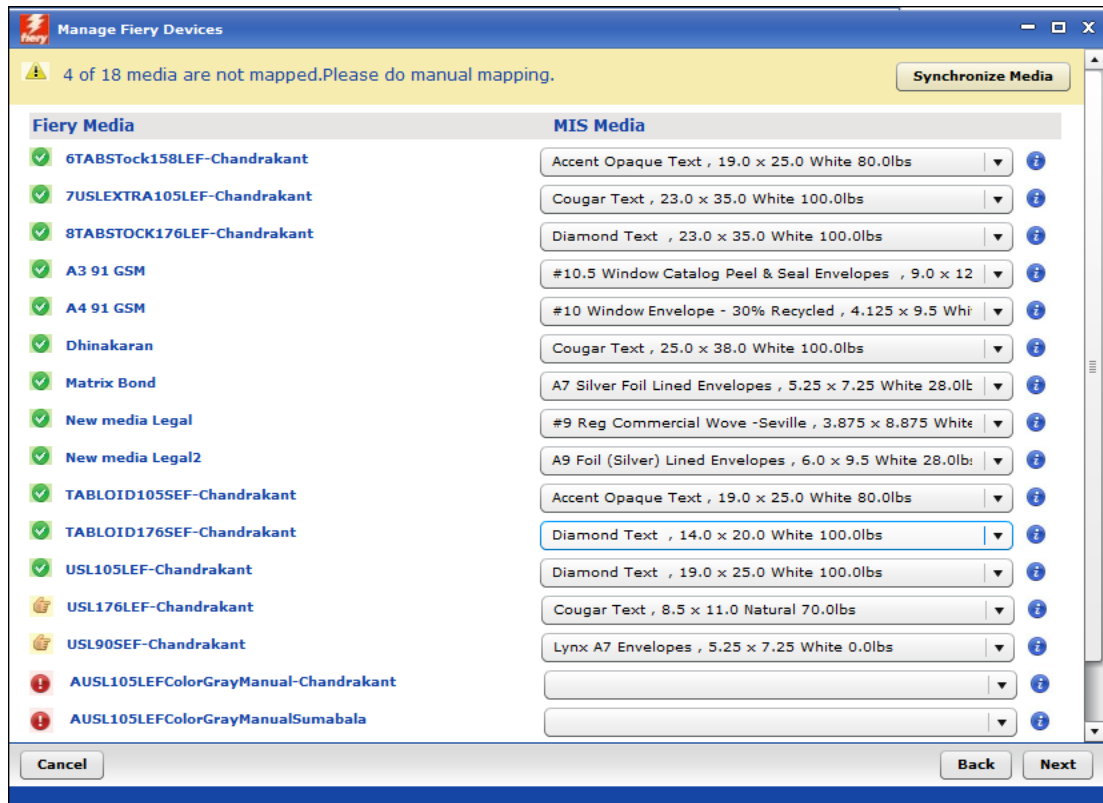 fiery Manage Fiery Devices
4 of 18 media are not mapped.Please do manual mapping.
Synchronize Media
Fiery Media MIS Media
6TABSTock158LEF-Chandrakant Accent Opaque Text , 19.0 x 25.0 White 80.0lbs
7USLEXTRA105LEF-Chandrakant Cougar Text , 23.0 x 35.0 White 100.0lbs
8TABSTOCK176LEF-Chandrakant Diamond Text , 23.0 x 35.0 White 100.0lbs
A3 91 GSM #10.5 Window Catalog Peel & Seal Envelopes , 9.0 x 12
A4 91 GSM #10 Window Envelope - 30% Recycled , 4.125 x 9.5 Whi
Dhinakaran Cougar Text , 25.0 x 38.0 White 100.0lbs
Matrix Bond A7 Silver Foil Lined Envelopes , 5.25 x 7.25 White 28.0lb
New media Legal #9 Reg Commercial Wove -Seville , 3.875 x 8.875 White
New media Legal2 A9 Foil (Silver) Lined Envelopes , 6.0 x 9.5 White 28.0lb
TABLOID105SEF-Chandrakant Accent Opaque Text , 19.0 x 25.0 White 80.0lbs
TABLOID176SEF-Chandrakant Diamond Text , 14.0 x 20.0 White 100.0lbs
USL105LEF-Chandrakant Diamond Text , 19.0 x 25.0 White 100.0lbs
USL176LEF-Chandrakant Cougar Text , 8.5 x 11.0 Natural 70.0lbs
USL90SEF-Chandrakant Lynx A7 Envelopes , 5.25 x 7.25 White 0.0lbs
AUSL105LEFColorGrayManual-Chandrakant
AUSL105LEFColorGrayManualSumabala
Cancel Back Next